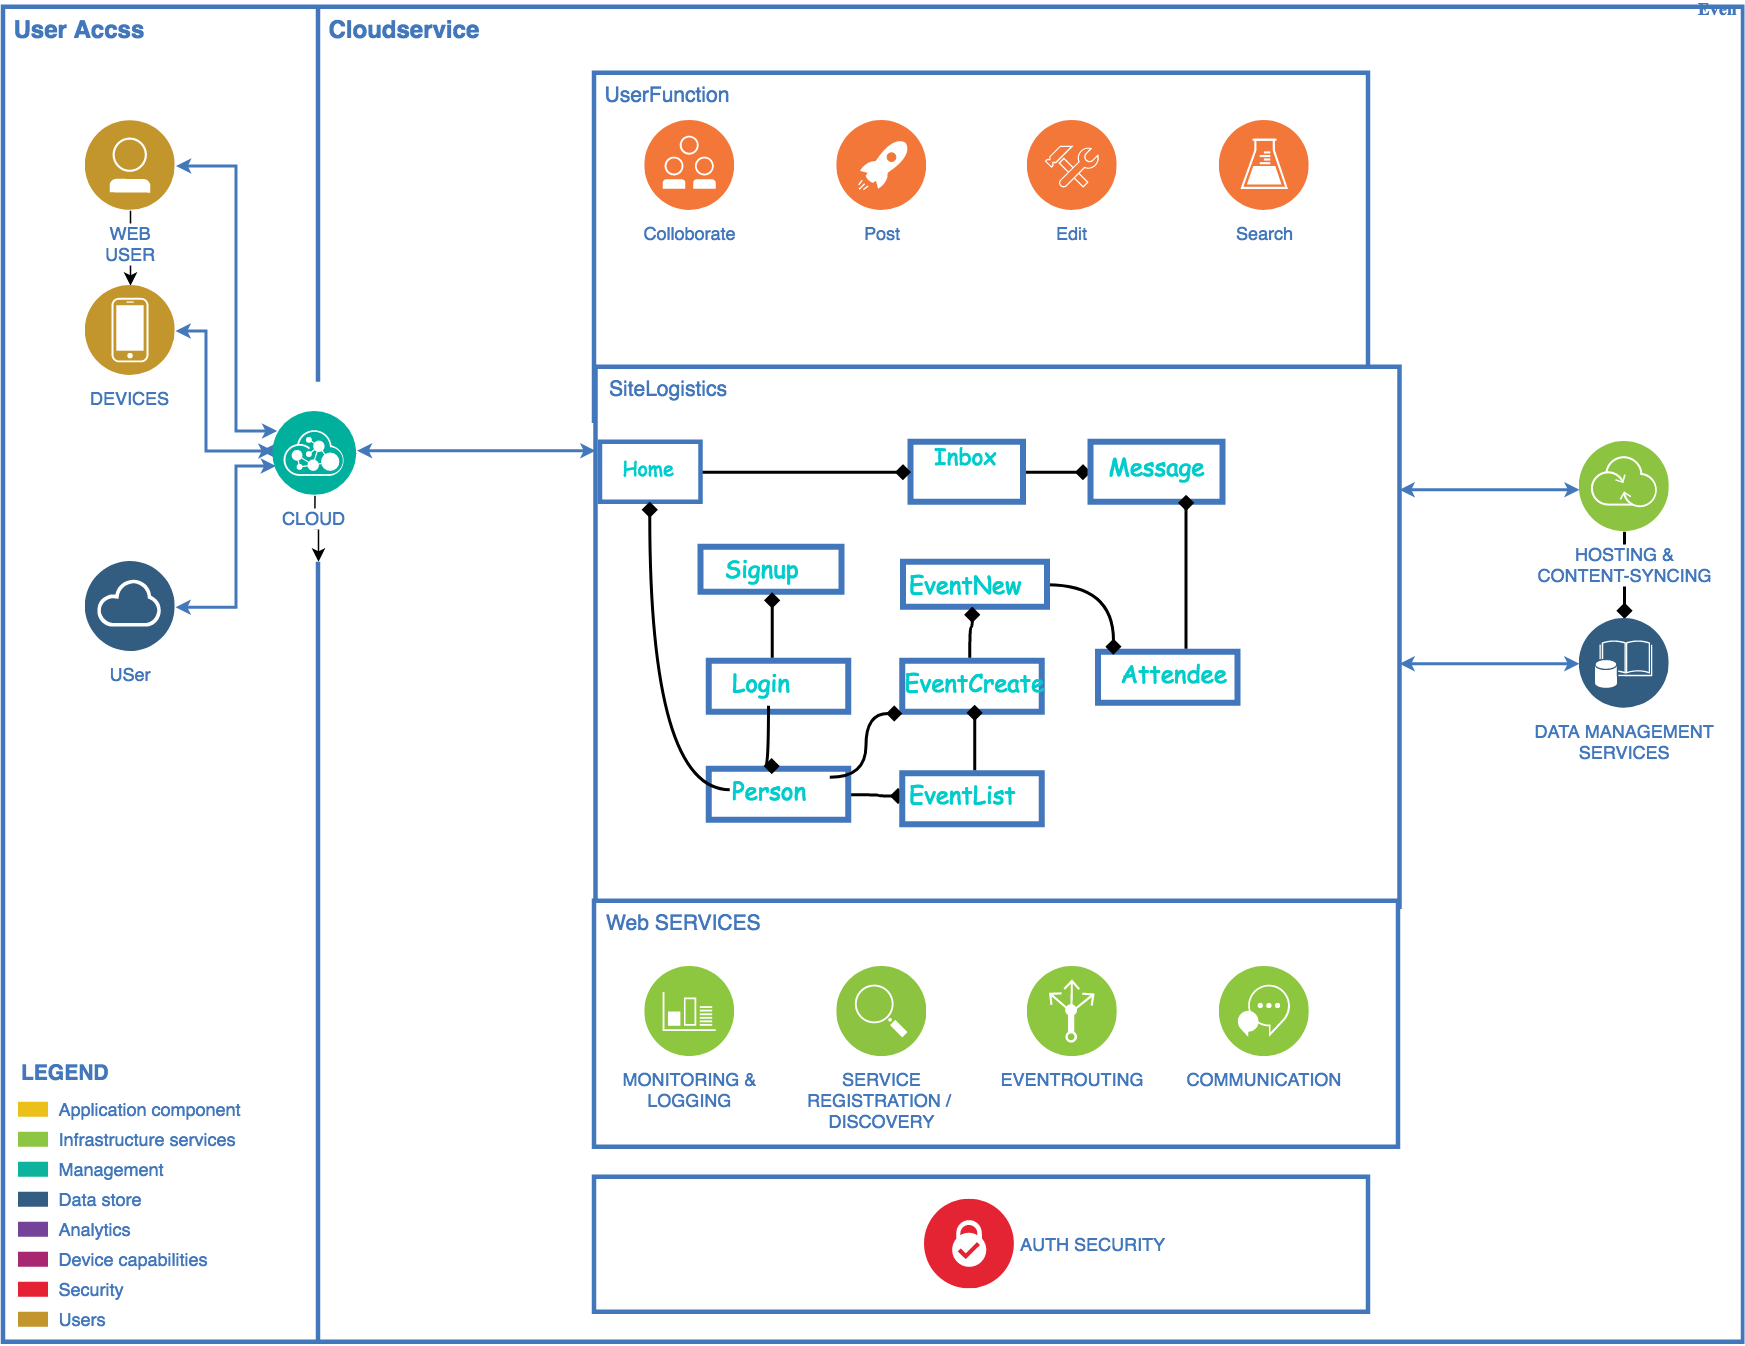 User Accss
Cloudservice
Even
UserFunction
Colloborate
Post
Edit
Search
WEB
USER
DEVICES
CLOUD
USer
SiteLogistics
Home
Inbox
Message
Signup
EventNew
Login
EventCreate
Attendee
Person
EventList
HOSTING &
CONTENT-SYNCING
DATA MANAGEMENT
SERVICES
Web SERVICES
MONITORING &
LOGGING
SERVICE
REGISTRATION /
DISCOVERY
EVENTROUTING
COMMUNICATION
AUTH SECURITY
LEGEND
Application component
Infrastructure services
Management
Data store
Analytics
Device capabilities
Security
Users